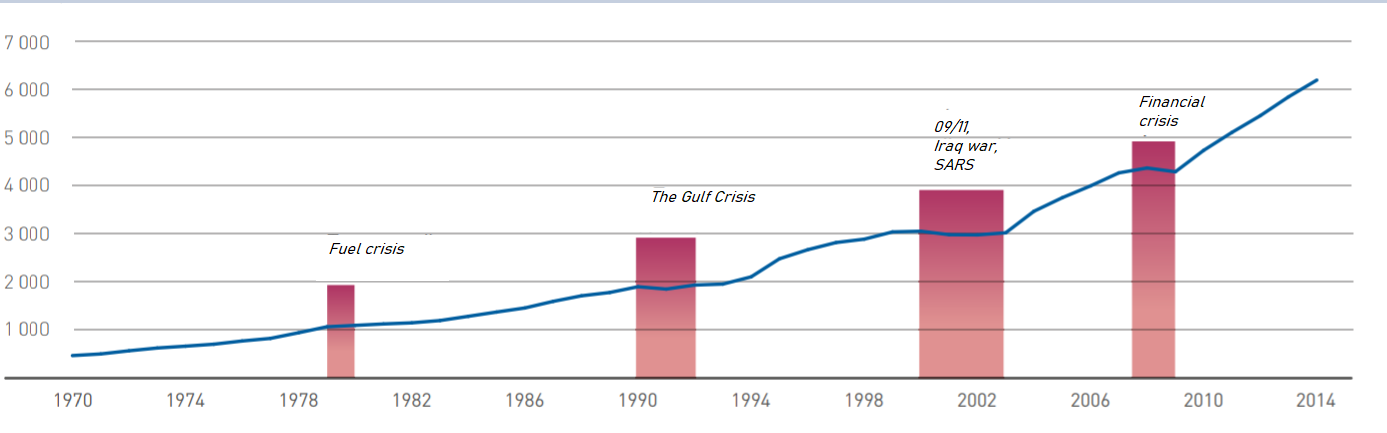 7 000
6 000
Financial
crisis
09/11,
5 000
Iraq war,
SARS
4 000
The Gulf Crisis
3 000
Fuel crisis
2 000
1 000
1970 1974 1978 1982 1986 1990 1994 1998 2002 2006 2010 2014